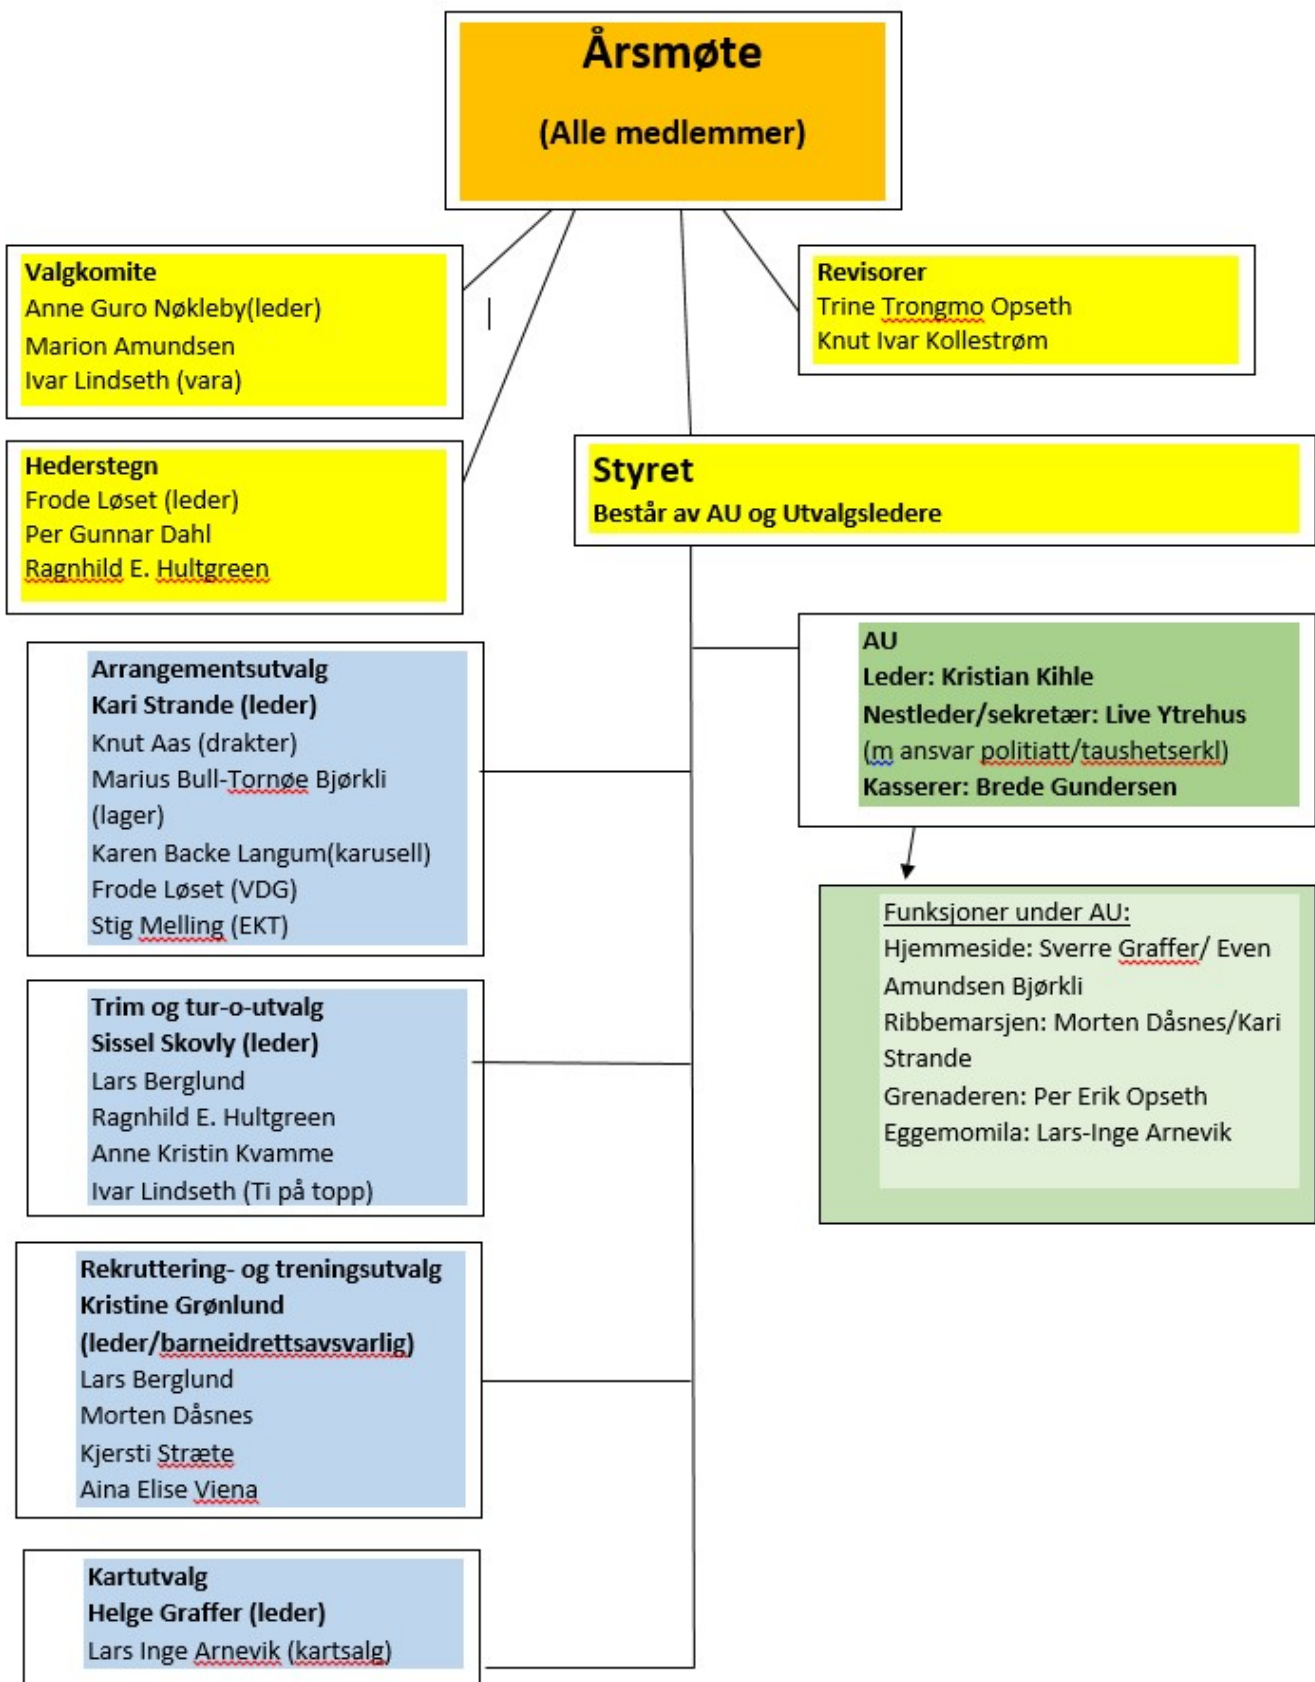 Årsmøte
(Alle medlemmer)
Valgkomite
Anne Guro Nøkleby(leder)
Marion Amundsen
Ivar Lindseth (vara)
Revisorer
Trine Trongmo Opseth
Knut Ivar Kollestrøm
Hederstegn
Frode Løset (leder)
Per Gunnar Dahl
Ragnhild E. Hultgreen
Styret
Består av AU og Utvalgsledere
Arrangementsutvalg
Kari Strande (leder)
Knut Aas (drakter)
Marius Bull-Tornøe Bjørkli
(lager)
Karen Backe Langum(karusell)
Frode Løset (VDG)
Stig Melling (EKT)
AU
Leder: Kristian Kihle
Nestleder/sekretær: Live Ytrehus
(m ansvar politiatt/taushetserkl)
Kasserer: Brede Gundersen
Funksjoner under AU:
Hjemmeside: Sverre Graffer/ Even
Amundsen Bjørkli
Ribbemarsjen: Morten Dåsnes/Kari
Strande
Grenaderen: Per Erik Opseth
Eggemomila: Lars-Inge Arnevik
Trim og tur-o-utvalg
Sissel Skovly (leder)
Lars Berglund
Ragnhild E. Hultgreen
Anne Kristin Kvamme
Ivar Lindseth (Ti på topp)
Rekruttering- og treningsutvalg
Kristine Grønlund
(leder/barneidrettsavsvarlig)
Lars Berglund
Morten Dåsnes
Kjersti Stræte
Aina Elise Viena
Kartutvalg
Helge Graffer (leder)
Lars Inge Arnevik (kartsalg)